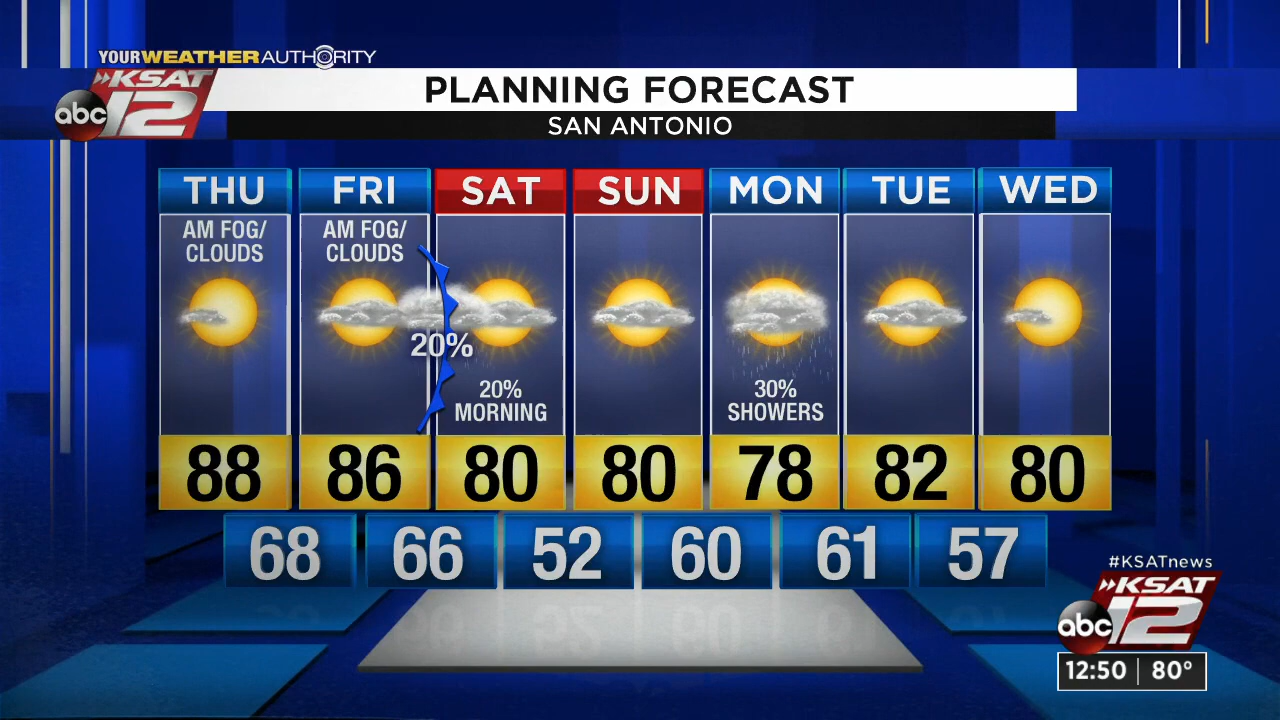 YOURWEATHERAUTHORITY
KSAT
abc 12
PLANNING FORECAST
SAN ANTONIO
THU FRI SAT SUN MON TUE WED
AM FOG/ AM FOG/
CLOUDS CLOUDS
20%
20% 30%
MORNING SHOWERS
88 86 80 80 78 82 80
68 66 52 60 61 57
#KSATnews
KSAT
abc 12
12:50 80°